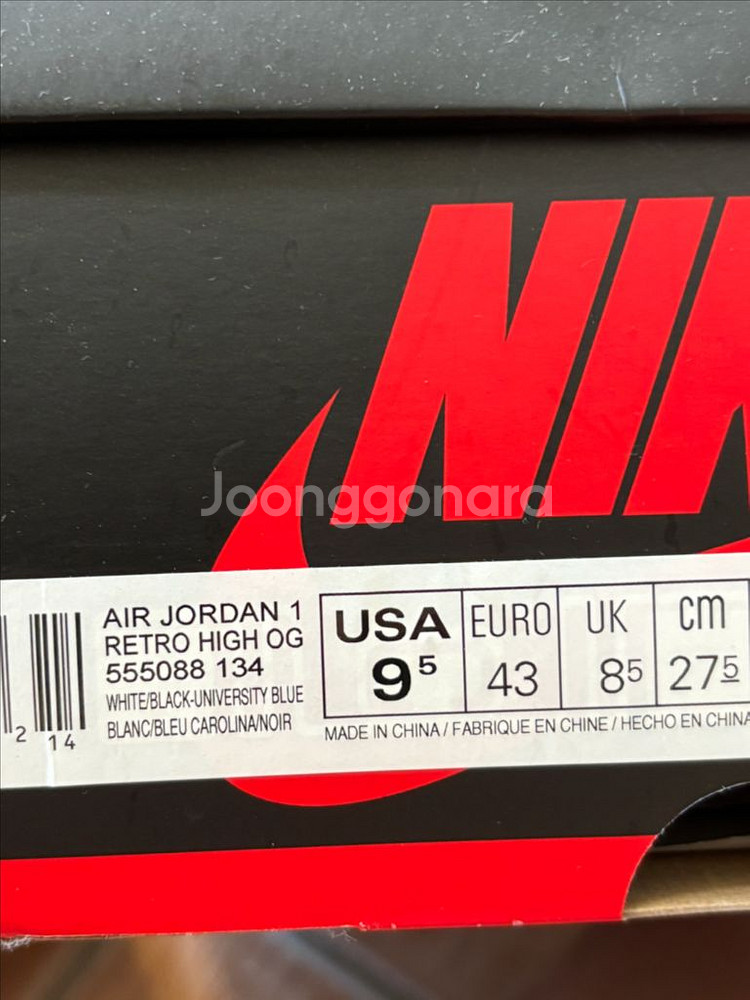 NIK
Joonggonara
AIR JORDAN 1
RETRO HIGH OG
555088 134
WHITE/BLACK-UNIVERSITY BLUE
BLANC/BLEU CAROLINA/NOIR
2 14
USA EURO UK cm
9⁵ 43 8⁵ 27⁵
MADE IN CHINA / FABRIQUE EN CHINE / HECHO EN CHINA